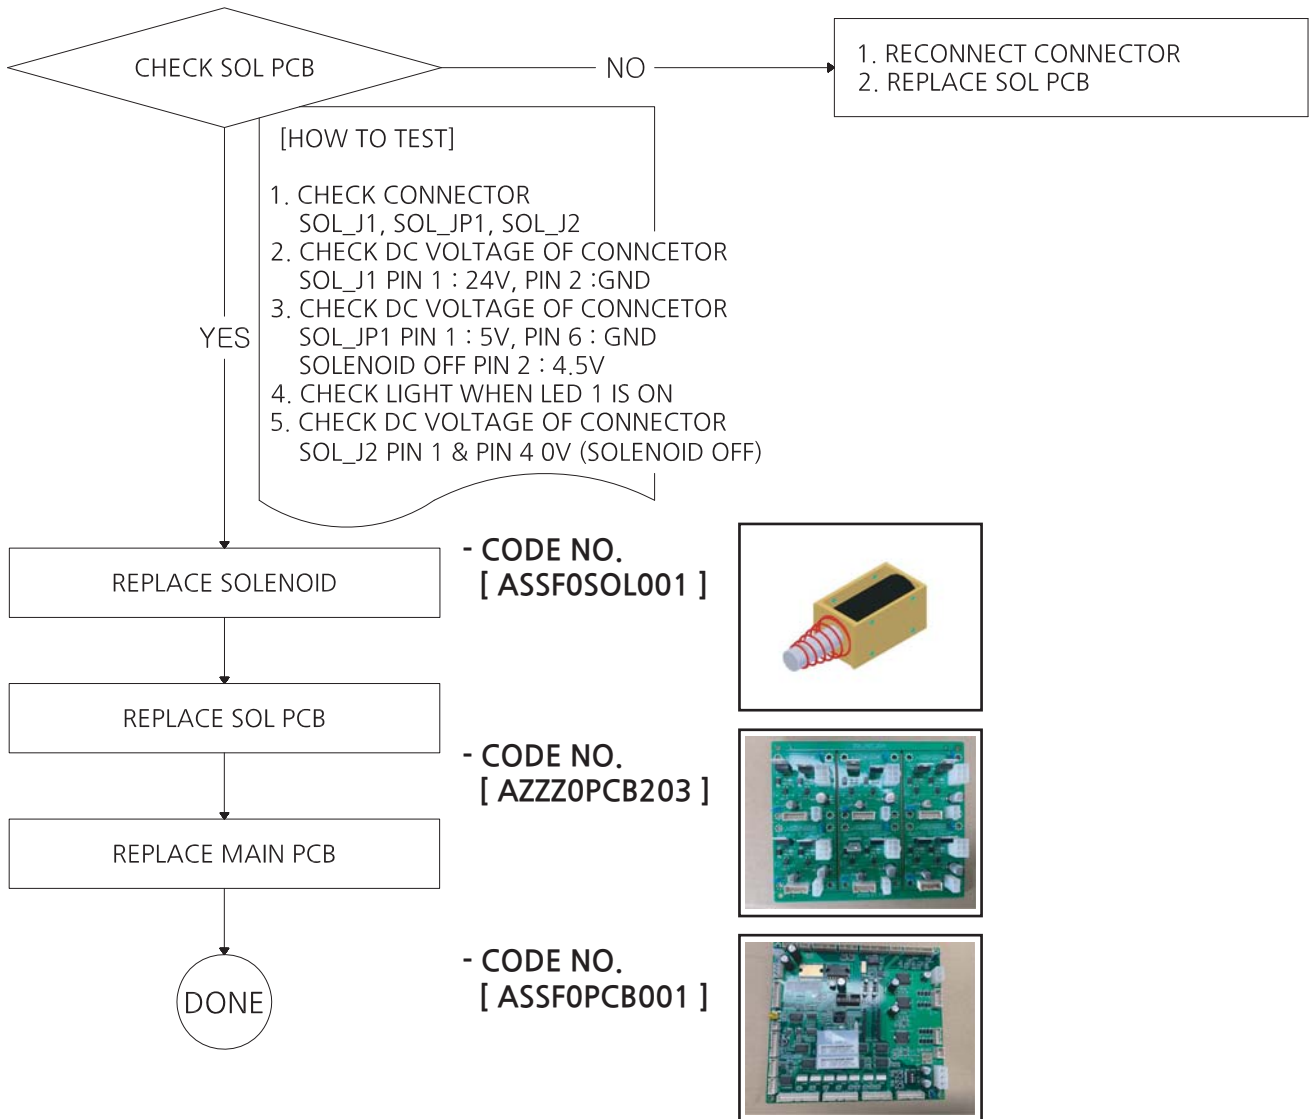 CHECK SOL PCB
NO
1. RECONNECT CONNECTOR
2. REPLACE SOL PCB
[HOW TO TEST]
1. CHECK CONNECTOR
SOL_J1, SOL_JP1, SOL_J2
2. CHECK DC VOLTAGE OF CONNCETOR
SOL_J1 PIN 1 : 24V, PIN 2 :GND
3. CHECK DC VOLTAGE OF CONNCETOR
SOL_JP1 PIN 1 : 5V, PIN 6 : GND
SOLENOID OFF PIN 2 : 4.5V
4. CHECK LIGHT WHEN LED 1 IS ON
5. CHECK DC VOLTAGE OF CONNECTOR
SOL_J2 PIN 1 & PIN 4 0V (SOLENOID OFF)
YES
REPLACE SOLENOID
- CODE NO.
[ ASSF0SOL001 ]
REPLACE SOL PCB
- CODE NO.
[ AZZZ0PCB203 ]
REPLACE MAIN PCB
- CODE NO.
[ ASSF0PCB001 ]
DONE